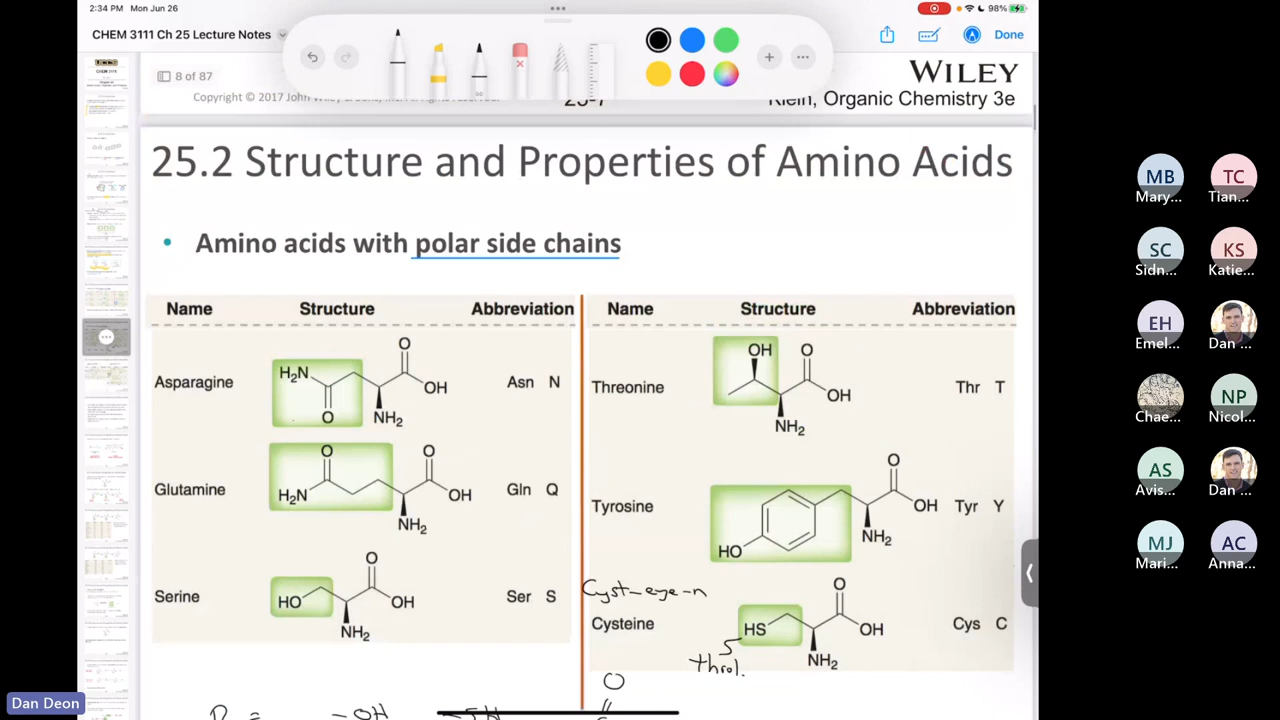 2:34 PM Mon Jun 26
98%
CHEM 3111 Ch 25 Lecture Notes
Done
8 of 87
WILEY
Organic Chemistry 3e
25.2 Structure and Properties of Amino Acids
• Amino acids with polar side chains
Name Structure Abbreviation
Asparagine H₂N O O OH NH₂ Asn N
Glutamine O H₂N O OH NH₂ Gln Q
Serine HO O OH NH₂ Ser S
Name Structure Abbreviation
Threonine OH O OH NH₂ Thr T
Tyrosine HO O OH NH₂ Tyr Y
Cyst-eye-n
Cysteine HS O OH NH₂ Cys C
thiol.
MB
Mary...
TC
Tian...
SC
Sidn...
KS
Katie...
EH
Emel...
Dan ...
Chae...
NP
Nicol...
AS
Avis...
Dan ...
MJ
Mari...
AC
Anna...
Dan Deon